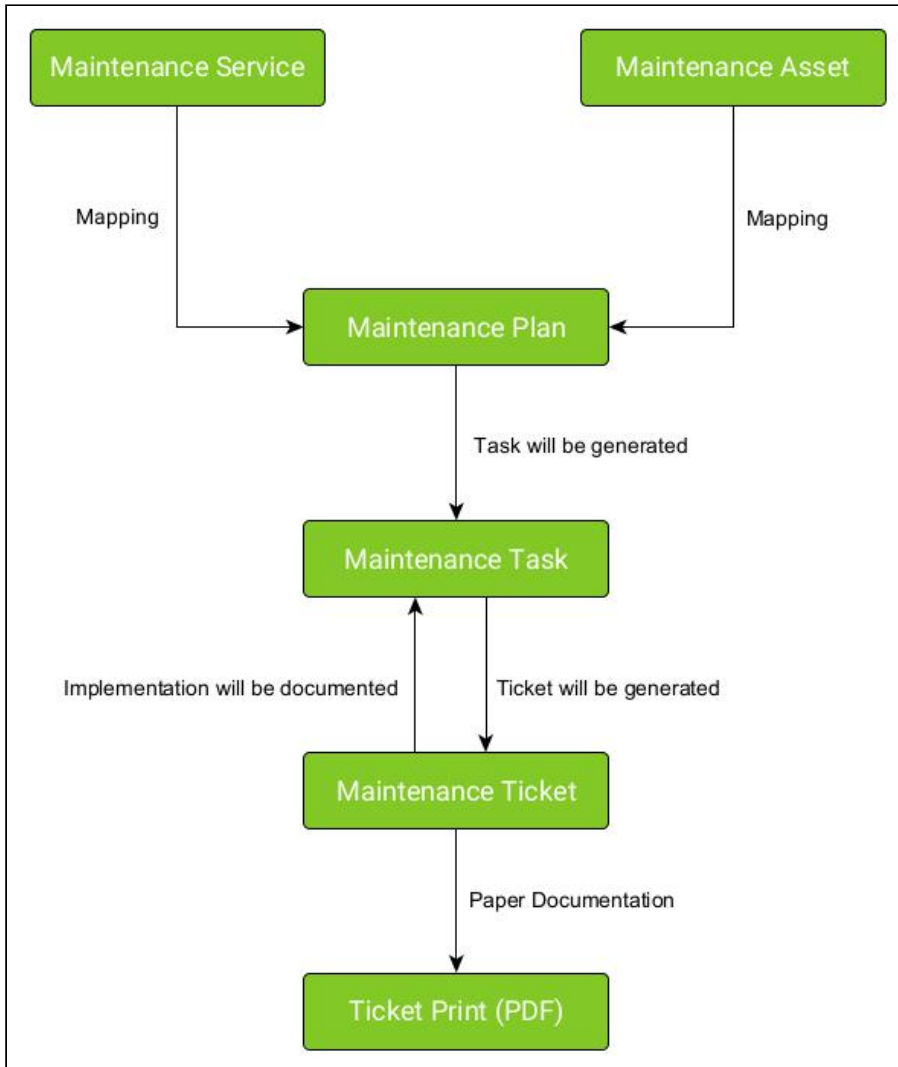 Maintenance Service
Maintenance Asset
Mapping
Mapping
Maintenance Plan
Task will be generated
Maintenance Task
Implementation will be documented
Ticket will be generated
Maintenance Ticket
Paper Documentation
Ticket Print (PDF)